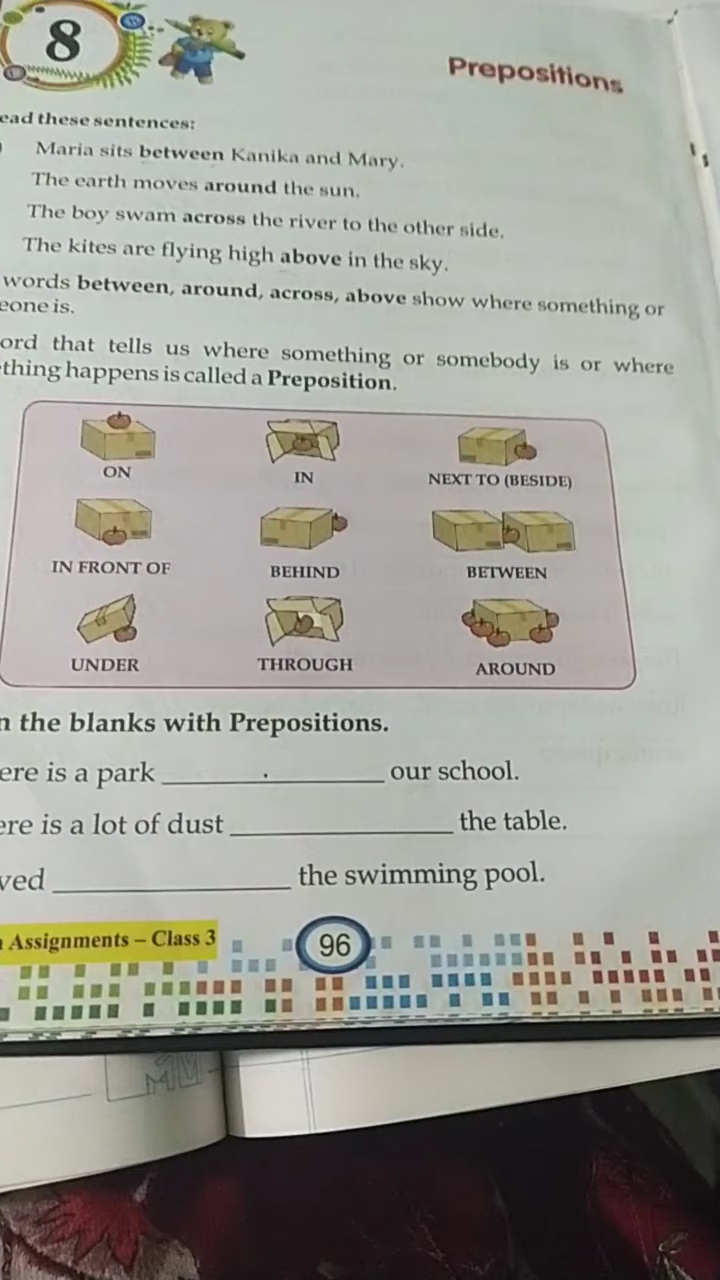 8
Prepositions
ead these sentences:
Maria sits between Kanika and Mary.
The earth moves around the sun.
The boy swam across the river to the other side.
The kites are flying high above in the sky.
words between, around, across, above show where something or
eone is.
ord that tells us where something or somebody is or where
thing happens is called a Preposition.
ON IN NEXT TO (BESIDE)
IN FRONT OF BEHIND BETWEEN
UNDER THROUGH AROUND
n the blanks with Prepositions.
ere is a park ____________ our school.
ere is a lot of dust ____________ the table.
ved ____________ the swimming pool.
Assignments – Class 3
96